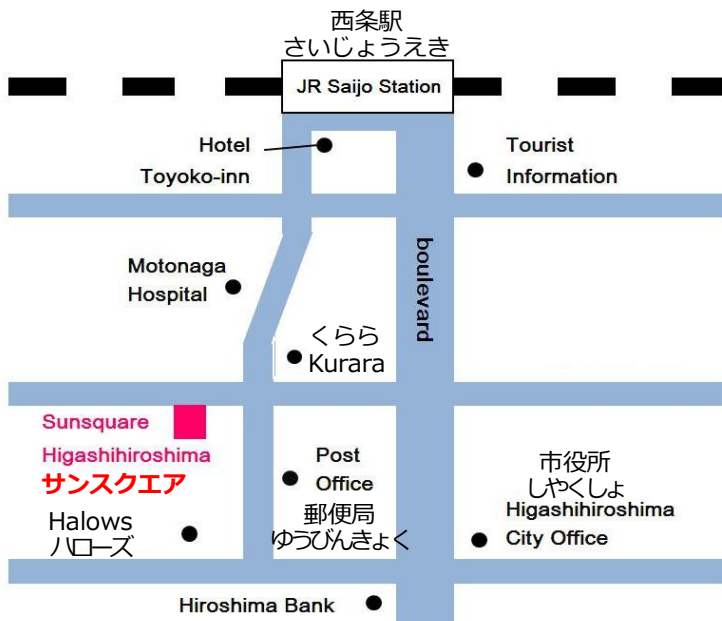 西条駅
さいじょうえき
JR Saijo Station
Hotel
Toyoko-inn
Tourist
Information
boulevard
Motonaga
Hospital
くらら
Kurara
Sunsquare
Higashihiroshima
サンスクエア
Post
Office
郵便局
ゆうびんきょく
市役所
しやくしょ
Higashihiroshima
City Office
Halows
ハローズ
Hiroshima Bank